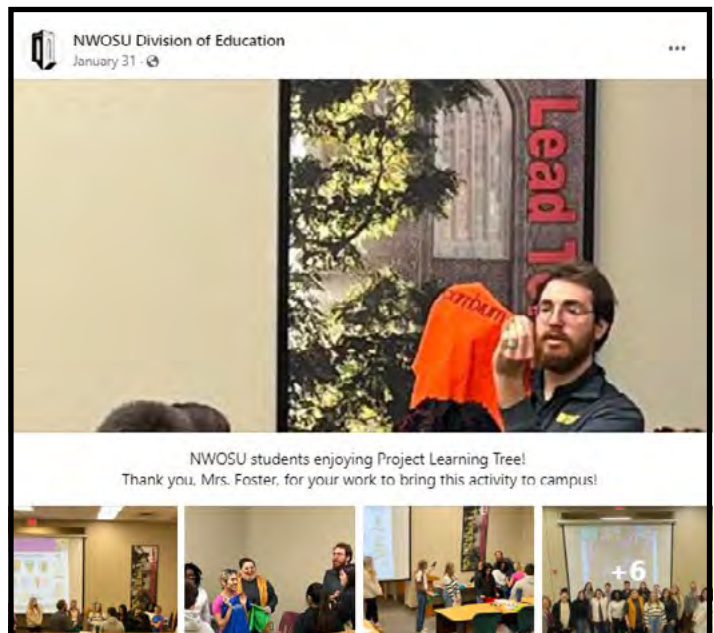 NWOSU Division of Education
January 31 ·
...
Lead T
cambium
NWOSU students enjoying Project Learning Tree!
Thank you, Mrs. Foster, for your work to bring this activity to campus!
+6